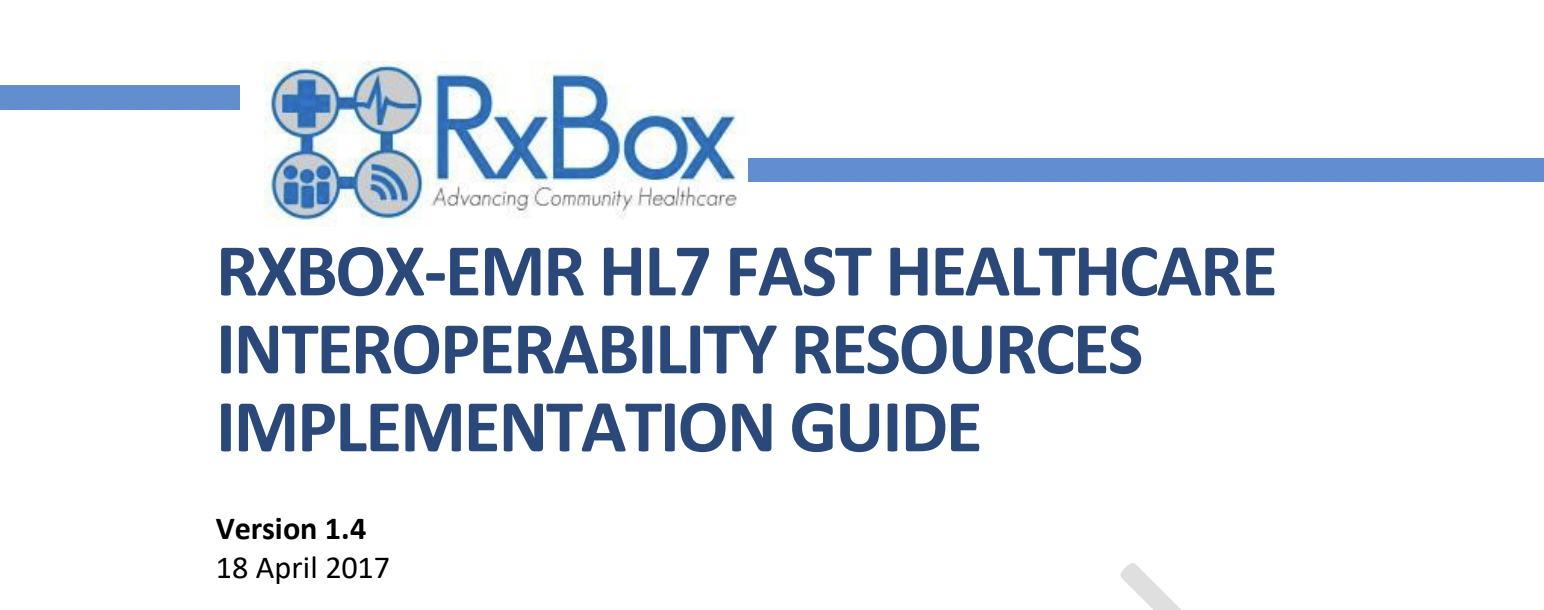 RxBox
Advancing Community Healthcare
RXBOX-EMR HL7 FAST HEALTHCARE
INTEROPERABILITY RESOURCES
IMPLEMENTATION GUIDE
Version 1.4
18 April 2017